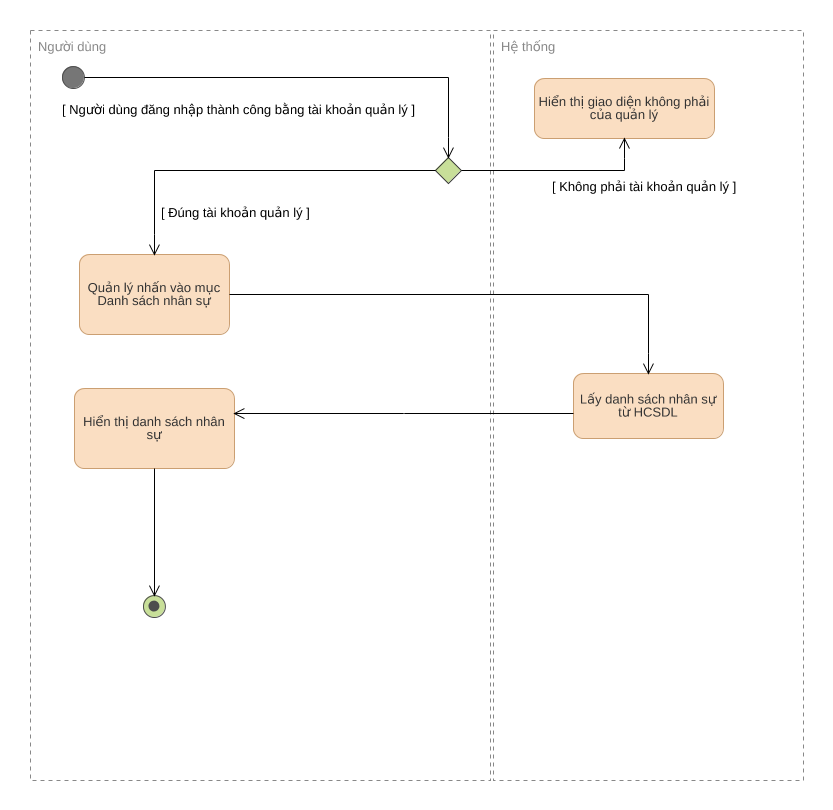 Người dùng
Hệ thống
[ Người dùng đăng nhập thành công bằng tài khoản quản lý ]
Hiển thị giao diện không phải
của quản lý
[ Không phải tài khoản quản lý ]
[ Đúng tài khoản quản lý ]
Quản lý nhấn vào mục
Danh sách nhân sự
Lấy danh sách nhân sự
từ HCSDL
Hiển thị danh sách nhân
sự